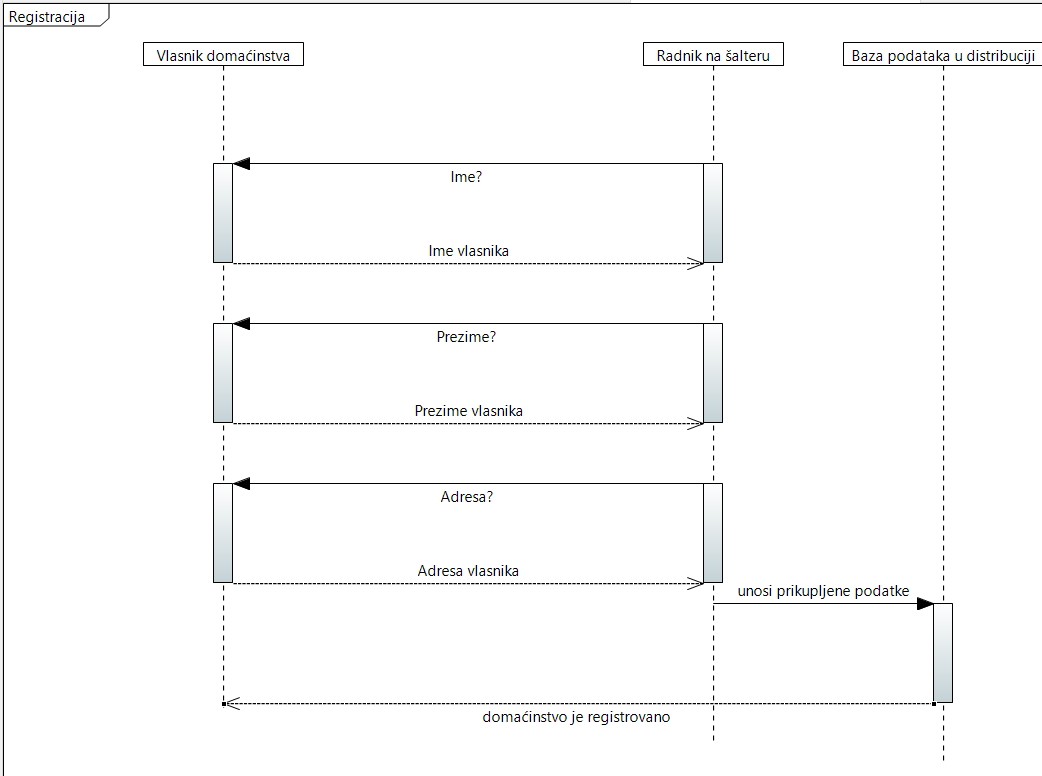 Registracija
Vlasnik domaćinstva
Radnik na šalteru
Baza podataka u distribuciji
Ime?
Ime vlasnika
Prezime?
Prezime vlasnika
Adresa?
Adresa vlasnika
unosi prikupljene podatke
domaćinstvo je registrovano